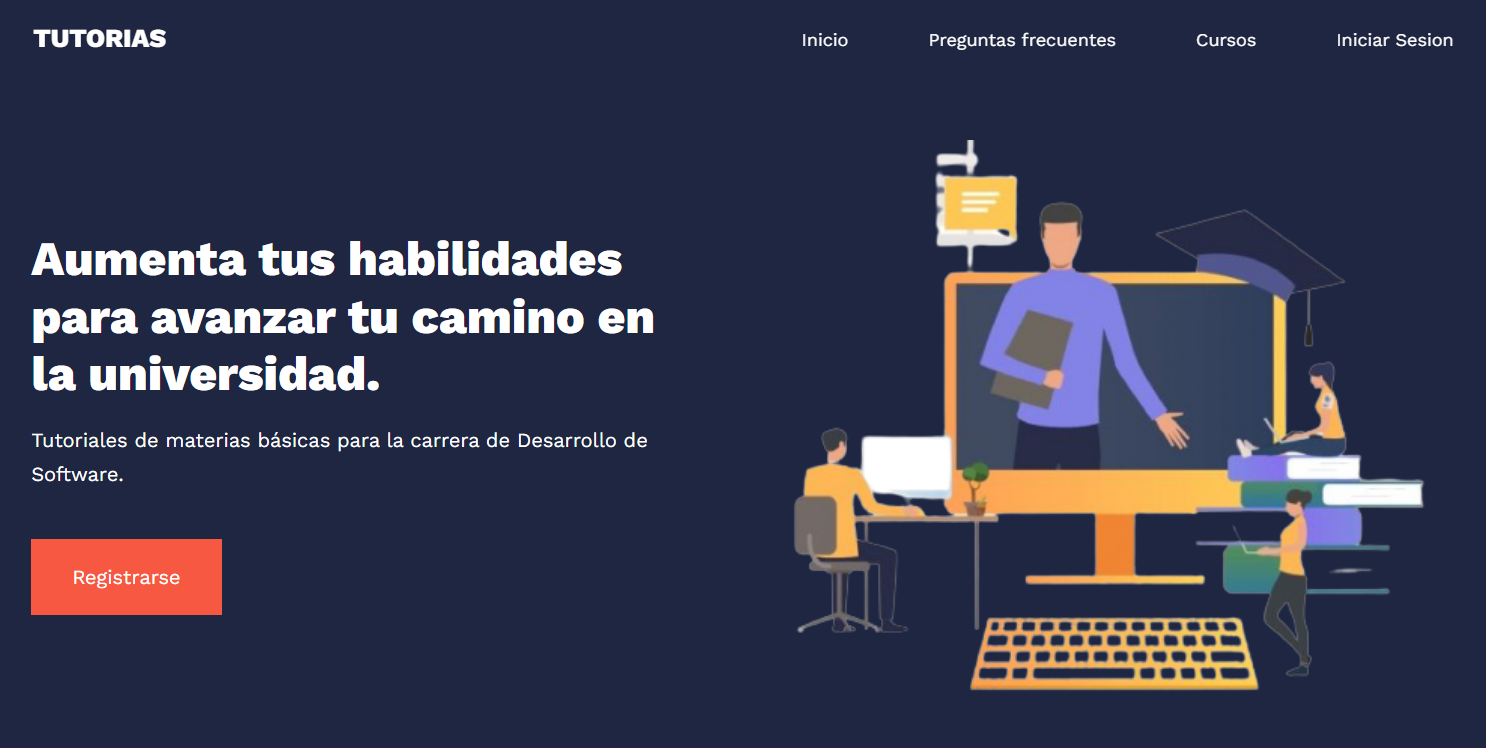 TUTORIAS
Inicio
Preguntas frecuentes
Cursos
Iniciar Sesion
Aumenta tus habilidades
para avanzar tu camino en
la universidad.
Tutoriales de materias básicas para la carrera de Desarrollo de
Software.
Registrarse